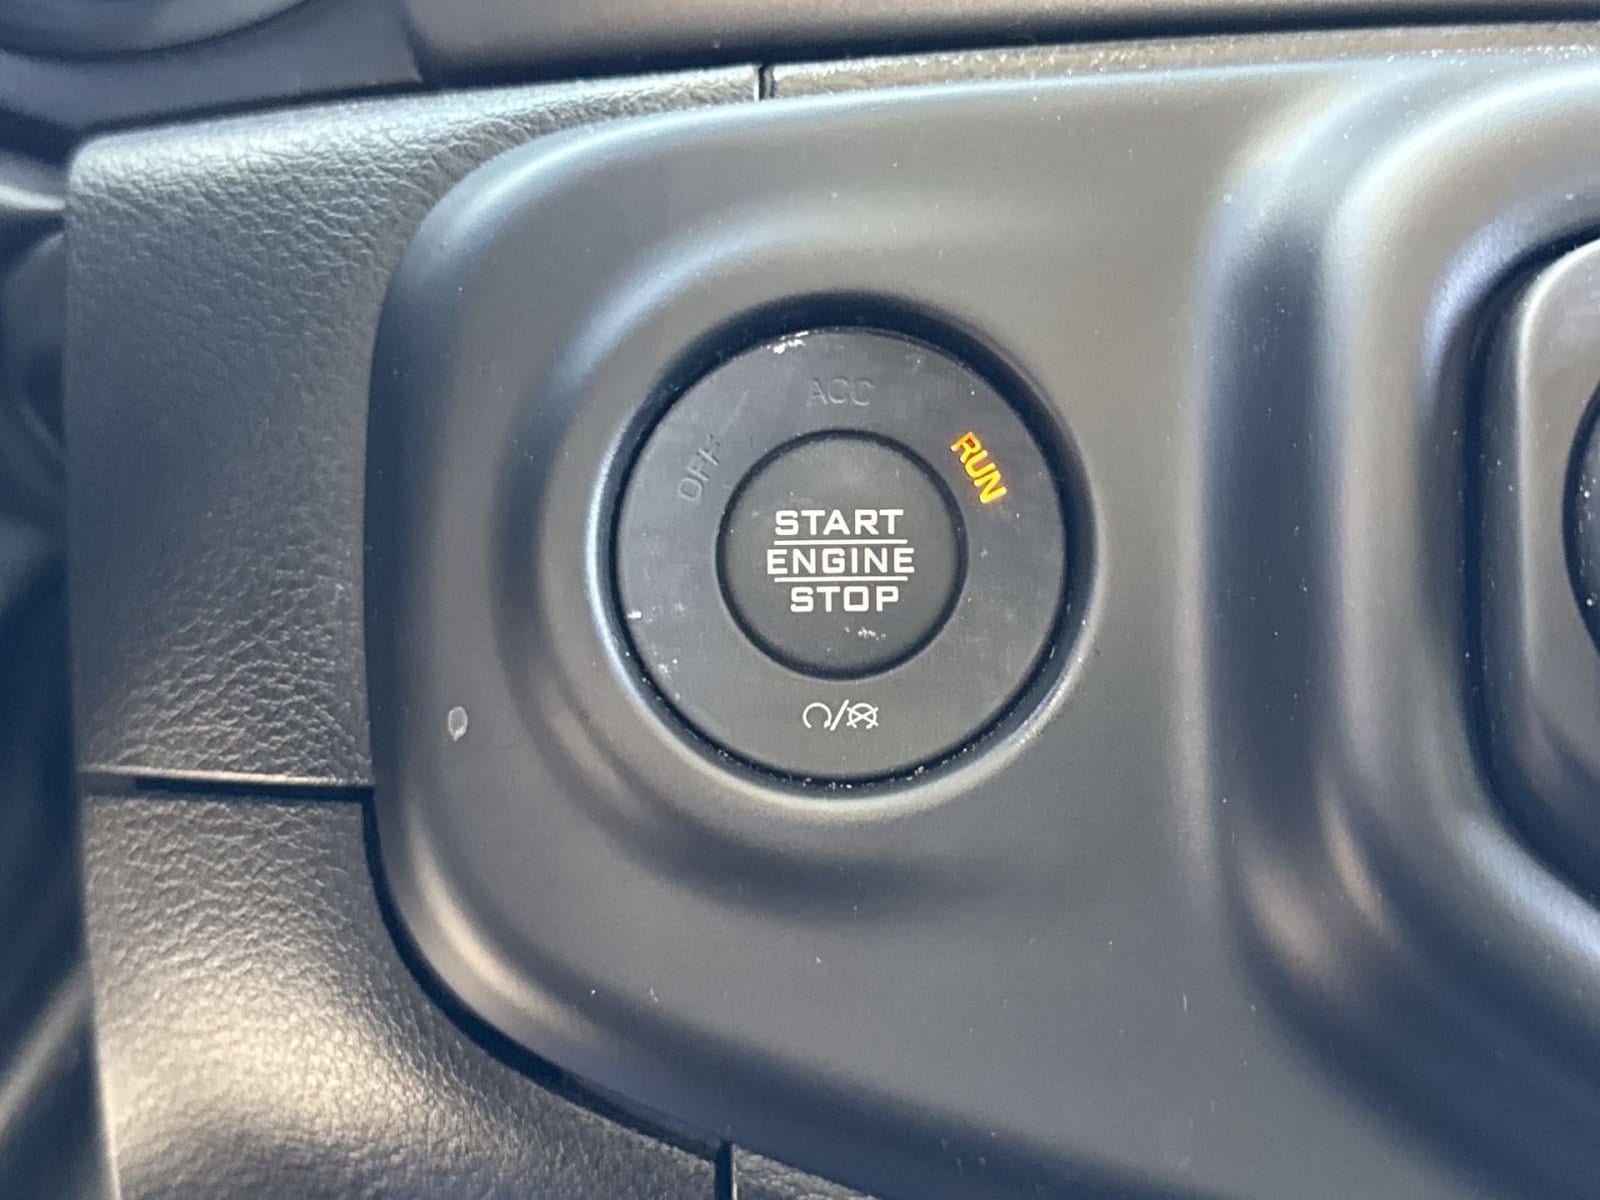 ACC
OFF
RUN
START
ENGINE
STOP